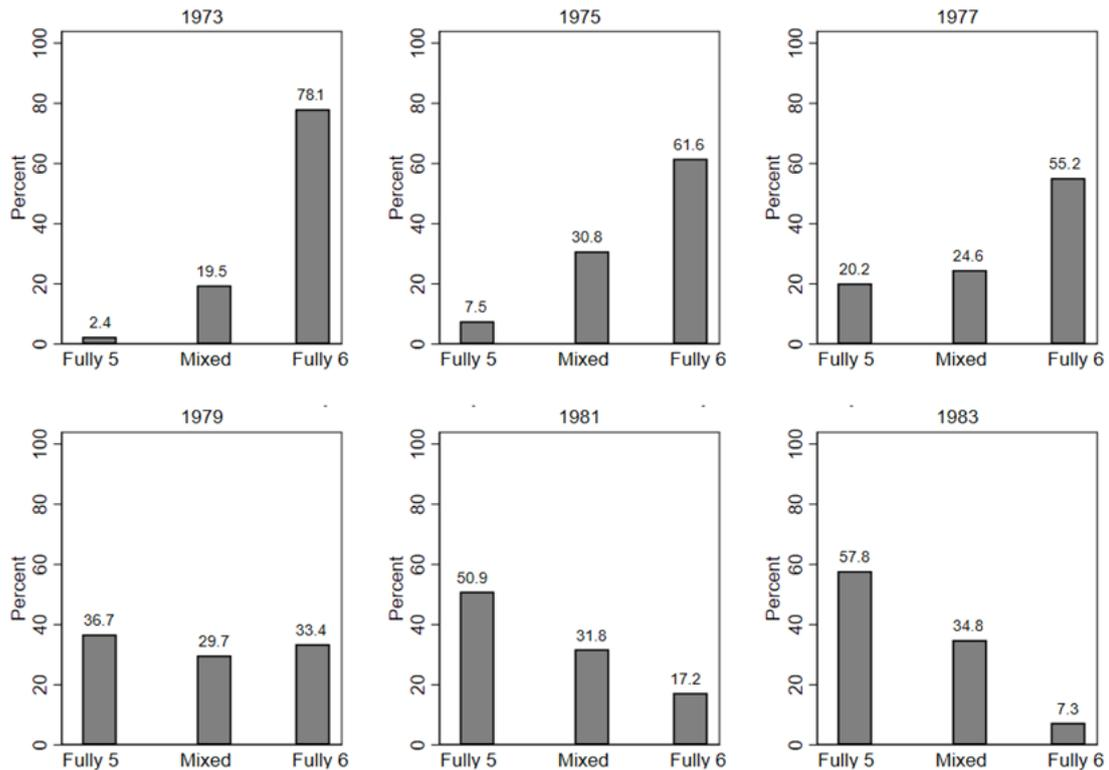 1973
1975
1977
Percent
100
80
60
40
20
0
2.4
19.5
78.1
Fully 5
Mixed
Fully 6
Percent
100
80
60
40
20
0
7.5
30.8
61.6
Fully 5
Mixed
Fully 6
Percent
100
80
60
40
20
0
20.2
24.6
55.2
Fully 5
Mixed
Fully 6
1979
1981
1983
Percent
100
80
60
40
20
0
36.7
29.7
33.4
Fully 5
Mixed
Fully 6
Percent
100
80
60
40
20
0
50.9
31.8
17.2
Fully 5
Mixed
Fully 6
Percent
100
80
60
40
20
0
57.8
34.8
7.3
Fully 5
Mixed
Fully 6